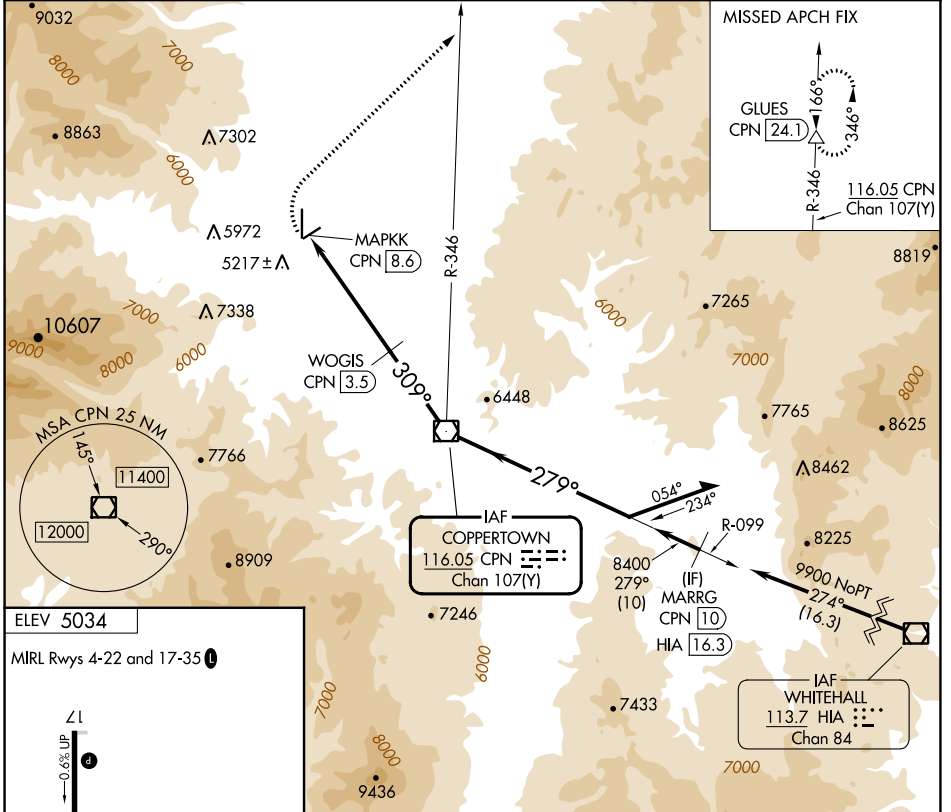 9032
7000
8000
8863
7302
6000
5972
5217±
MAPKK
CPN 8.6
R-346
7338
7000
10607
9000
8000
6000
WOGIS
CPN 3.5
309°
6448
MISSED APCH FIX
GLUES
CPN 24.1
166°
346°
R-346
116.05 CPN
Chan 107(Y)
8819
6000
7265
7000
8000
7765
8625
8462
8225
MSA CPN 25 NM
145°
11400
12000
290°
7766
8909
279°
054°
234°
R-099
8400
279°
(10)
(IF)
MARRG
CPN 10
HIA 16.3
9900 NoPT
274°
(16.3)
IAF
COPPERTOWN
116.05 CPN
Chan 107(Y)
7246
6000
7000
8000
9436
7433
7000
IAF
WHITEHALL
113.7 HIA
Chan 84
ELEV 5034
MIRL Rwys 4-22 and 17-35 L
17
0.6% UP
P